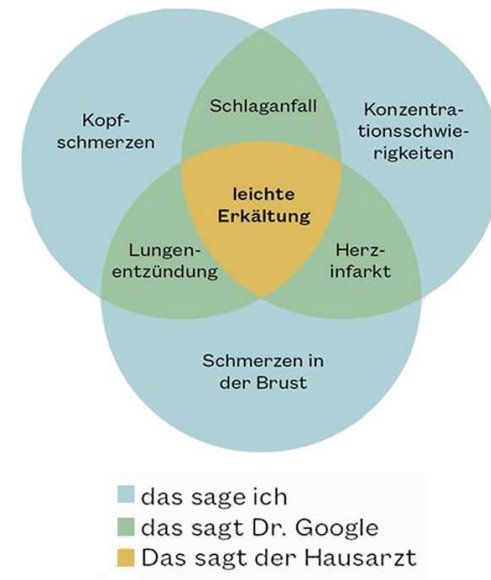 Schlaganfall
Kopf-
schmerzen
Konzentra-
tionsschwie-
rigkeiten
leichte
Erkältung
Lungen-
entzündung
Herz-
infarkt
Schmerzen in
der Brust
das sage ich
das sagt Dr. Google
Das sagt der Hausarzt